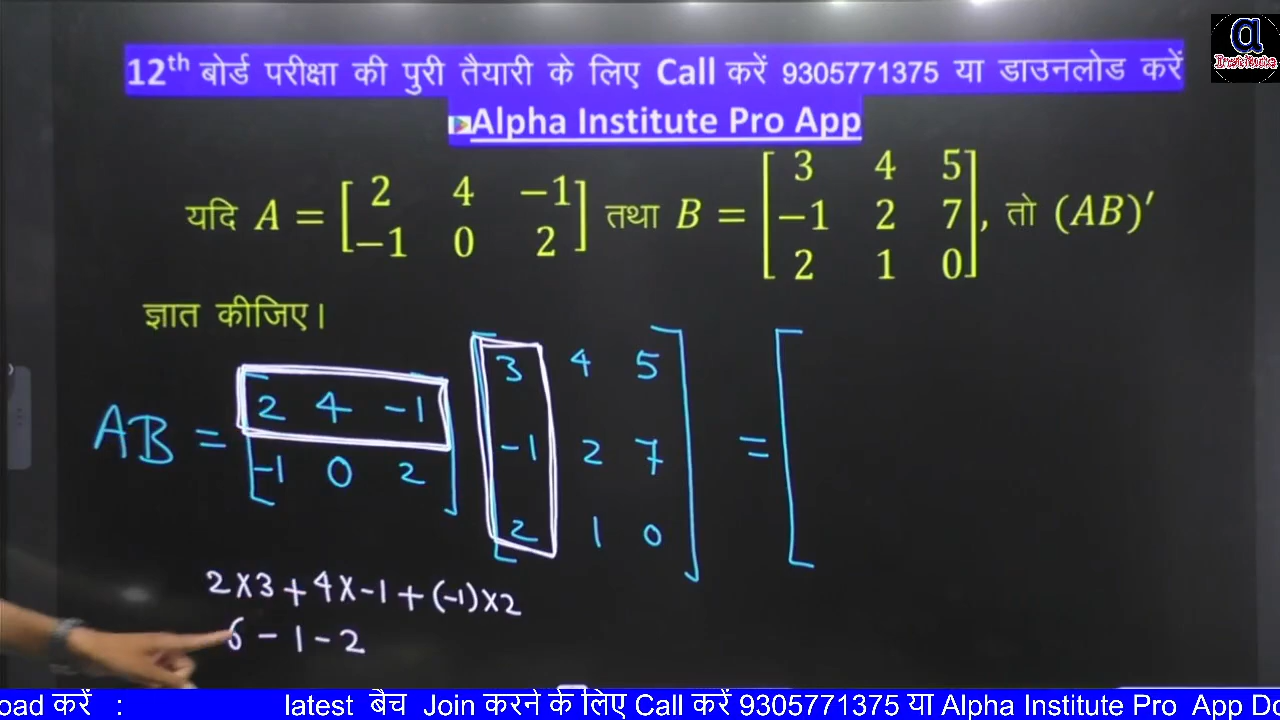 α
Institute
12th बोर्ड परीक्षा की पुरी तैयारी के लिए Call करें 9305771375 या डाउनलोड करें
Alpha Institute Pro App
यदि A = [2 4 −1
−1 0 2] तथा B = [3 4 5
−1 2 7
2 1 0], तो (AB)′
ज्ञात कीजिए।
AB = [2 4 -1
-1 0 2] [3 4 5
-1 2 7
2 1 0] = [
2×3+4×-1+(-1)×2
6-1-2
oad करें : latest बैच Join करने के लिए Call करें 9305771375 या Alpha Institute Pro App Do